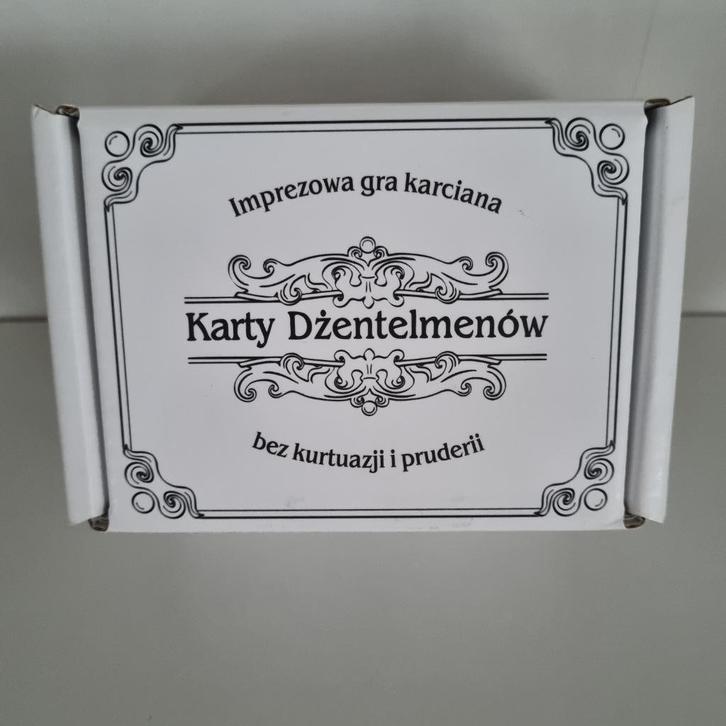 Imprezowa gra karciana
Karty Dżentelmenów
bez kurtuazji i pruderii